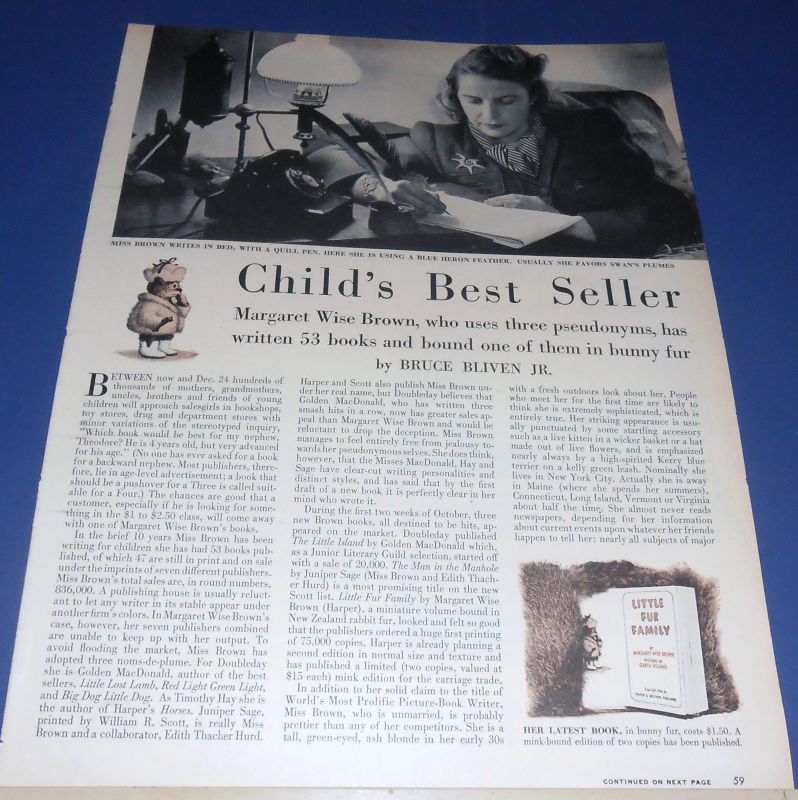 MISS BROWN WRITES IN BED, WITH A QUILL PEN. HERE SHE IS USING A BLUE HERON FEATHER. USUALLY SHE FAVORS SWAN'S PLUMES
Child's Best Seller
Margaret Wise Brown, who uses three pseudonyms, has
written 53 books and bound one of them in bunny fur
by BRUCE BLIVEN JR.
BETWEEN now and Dec. 24 hundreds of
thousands of mothers, grandmothers,
uncles, brothers and friends of young
children will approach salesgirls in bookshops,
toy stores, drug and department stores with
minor variations of the stereotyped inquiry,
"Which book would be best for my nephew,
Theodore? He is 4 years old, but very advanced
for his age." (No one has ever asked for a book
for a backward nephew. Most publishers, there-
fore, lie in age-level advertisement; a book that
should be a pushover for a Three is called suit-
able for a Four.) The chances are good that a
customer, especially if he is looking for some-
thing in the $1 to $2.50 class, will come away
with one of Margaret Wise Brown's books.
In the brief 10 years Miss Brown has been
writing for children she has had 53 books pub-
lished, of which 47 are still in print and on sale
under the imprints of seven different publishers.
Miss Brown's total sales are, in round numbers,
836,000. A publishing house is usually reluct-
ant to let any writer in its stable appear under
another firm's colors. In Margaret Wise Brown's
case, however, her seven publishers combined
are unable to keep up with her output. To
avoid flooding the market, Miss Brown has
adopted three noms-de-plume. For Doubleday
she is Golden MacDonald, author of the best
sellers, Little Lost Lamb, Red Light Green Light,
and Big Dog Little Dog. As Timothy Hay she is
the author of Harper's Horses. Juniper Sage,
printed by William R. Scott, is really Miss
Brown and a collaborator, Edith Thacher Hurd.
Harper and Scott also publish Miss Brown un-
der her real name, but Doubleday believes that
Golden MacDonald, who has written three
smash hits in a row, now has greater sales ap-
peal than Margaret Wise Brown and would be
reluctant to drop the deception. Miss Brown
manages to feel entirely free from jealousy to-
wards her pseudonymous selves. She does think,
however, that the Misses MacDonald, Hay and
Sage have clear-cut writing personalities and
distinct styles, and has said that by the first
draft of a new book it is perfectly clear in her
mind who wrote it.
During the first two weeks of October, three
new Brown books, all destined to be hits, ap-
peared on the market. Doubleday published
The Little Island by Golden MacDonald which,
as a Junior Literary Guild selection, started off
with a sale of 20,000. The Man in the Manhole
by Juniper Sage (Miss Brown and Edith Thach-
er Hurd) is a most promising title on the new
Scott list. Little Fur Family by Margaret Wise
Brown (Harper), a miniature volume bound in
New Zealand rabbit fur, looked and felt so good
that the publishers ordered a huge first printing
of 75,000 copies. Harper is already planning a
second edition in normal size and texture and
has published a limited (two copies, valued at
$15 each) mink edition for the carriage trade.
In addition to her solid claim to the title of
World's Most Prolific Picture-Book Writer,
Miss Brown, who is unmarried, is probably
prettier than any of her competitors. She is a
tall, green-eyed, ash blonde in her early 30s
with a fresh outdoors look about her. People
who meet her for the first time are likely to
think she is extremely sophisticated, which is
entirely true. Her striking appearance is usu-
ally punctuated by some startling accessory
such as a live kitten in a wicker basket or a hat
made out of live flowers, and is emphasized
nearly always by a high-spirited Kerry blue
terrier on a kelly green leash. Nominally she
lives in New York City. Actually she is away
in Maine (where she spends her summers),
Connecticut, Long Island, Vermont or Virginia
about half the time. She almost never reads
newspapers, depending for her information
about current events upon whatever her friends
happen to tell her: nearly all subjects of major
LITTLE
FUR
FAMILY
BY
MARGARET WISE BROWN
PICTURES BY
GARTH WILLIAMS
HER LATEST BOOK, in bunny fur, costs $1.50. A
mink-bound edition of two copies has been published.
CONTINUED ON NEXT PAGE 59